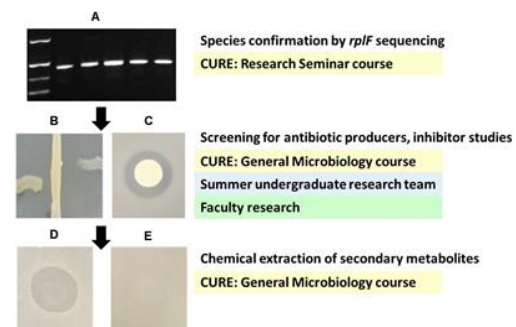 A
Species confirmation by rplF sequencing
CURE: Research Seminar course
B
C
Screening for antibiotic producers, inhibitor studies
CURE: General Microbiology course
Summer undergraduate research team
Faculty research
D
E
Chemical extraction of secondary metabolites
CURE: General Microbiology course